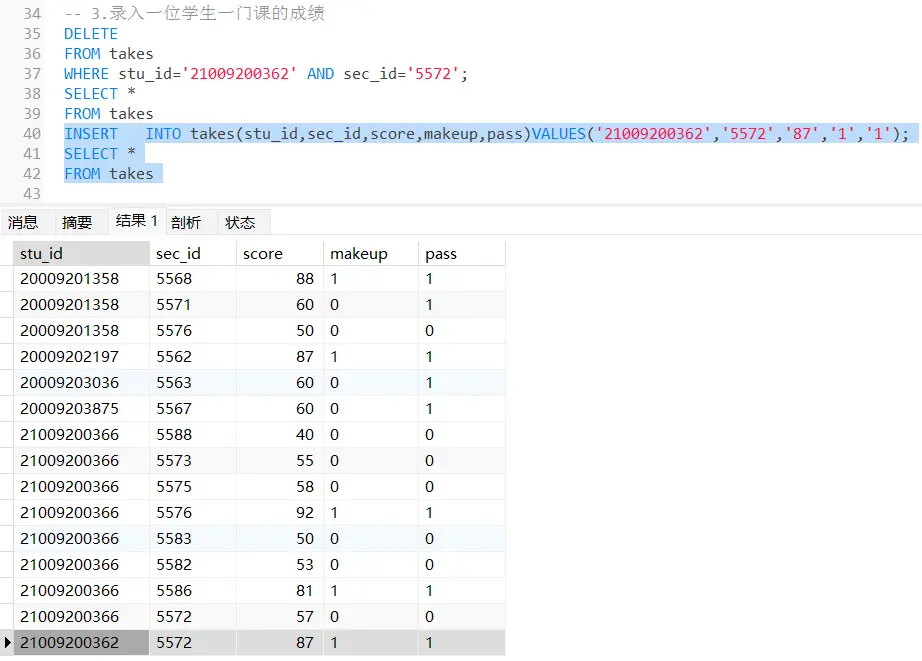 34 -- 3.录入一位学生一门课的成绩
35 DELETE
36 FROM takes
37 WHERE stu_id='21009200362' AND sec_id='5572';
38 SELECT *
39 FROM takes
40 INSERT   INTO takes(stu_id,sec_id,score,makeup,pass)VALUES('21009200362','5572','87','1','1');
41 SELECT *
42 FROM takes
43
消息 摘要 结果 1 剖析 状态
stu_id sec_id score makeup pass
20009201358 5568 88 1 1
20009201358 5571 60 0 1
20009201358 5576 50 0 0
20009202197 5562 87 1 1
20009203036 5563 60 0 1
20009203875 5567 60 0 1
21009200366 5588 40 0 0
21009200366 5573 55 0 0
21009200366 5575 58 0 0
21009200366 5576 92 1 1
21009200366 5583 50 0 0
21009200366 5582 53 0 0
21009200366 5586 81 1 1
21009200366 5572 57 0 0
21009200362 5572 87 1 1